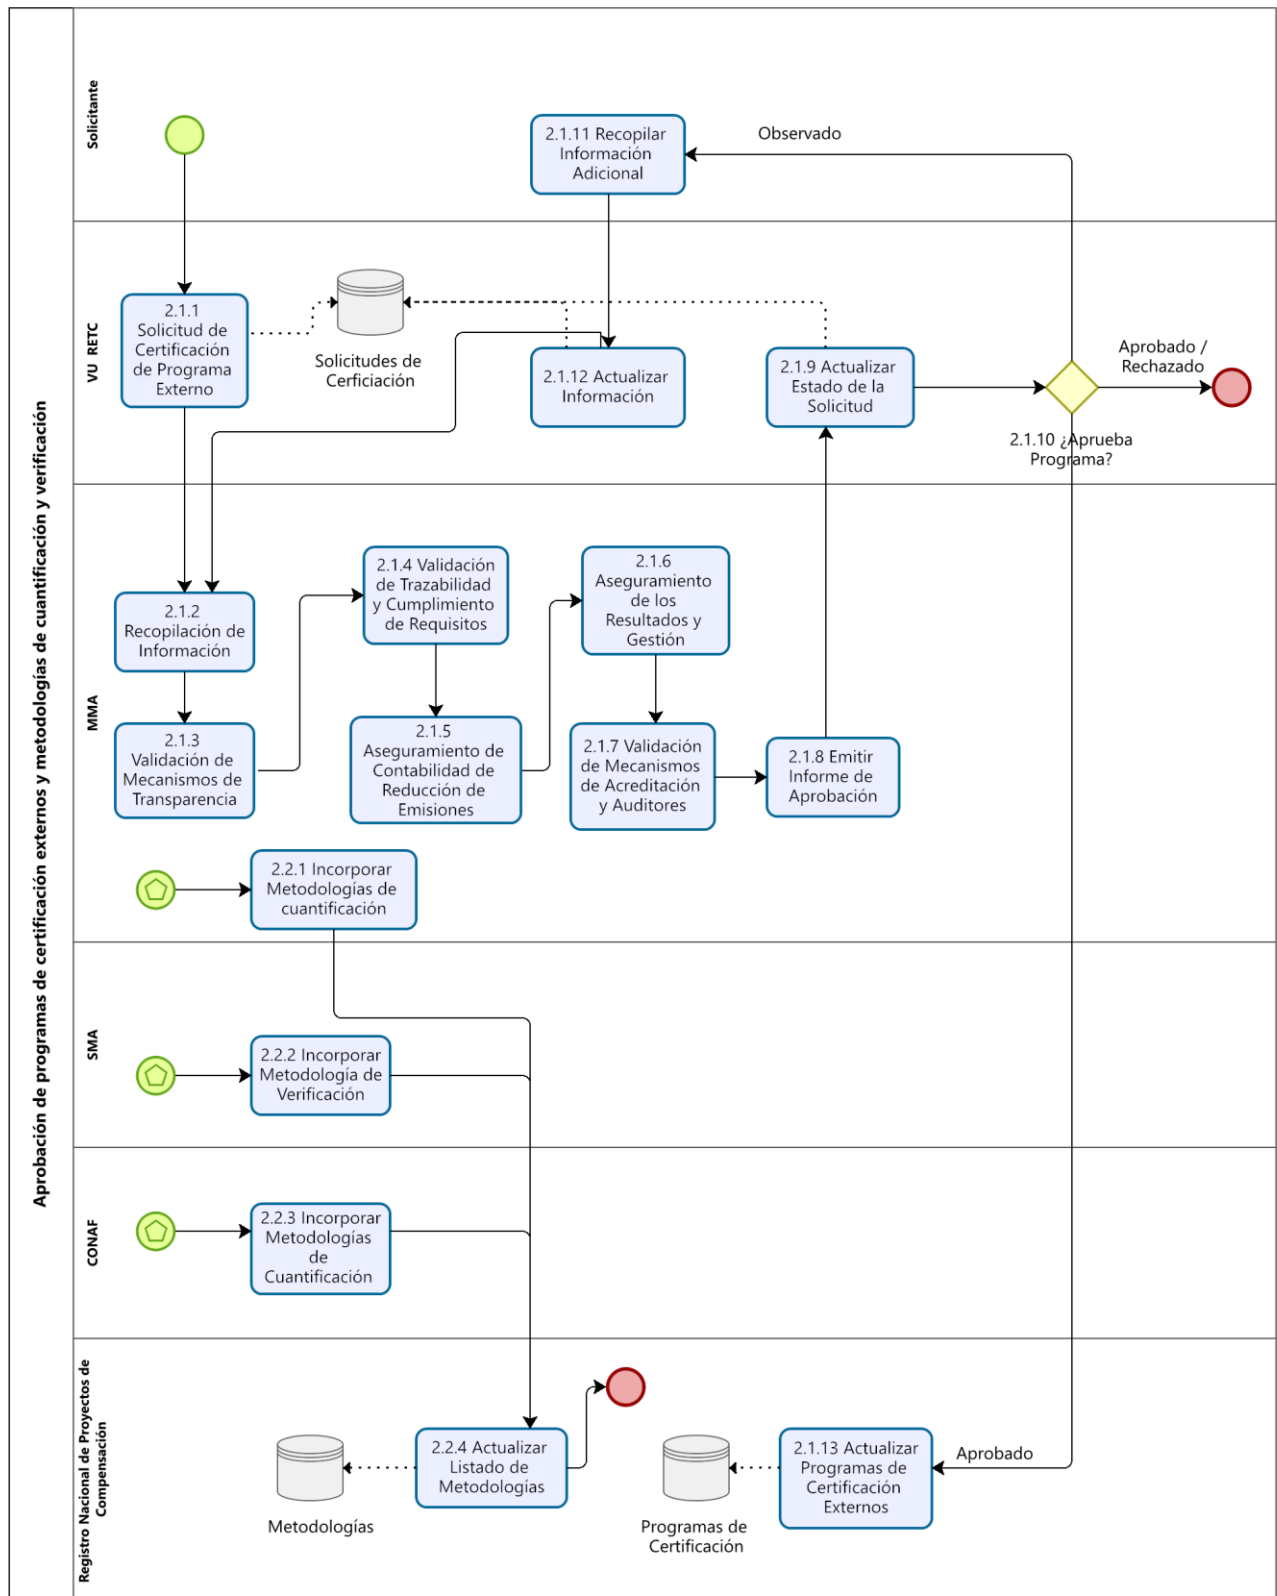 Aprobación de programas de certificación externos y metodologías de cuantificación y verificación
Solicitante
2.1.11 Recopilar
Información
Adicional
Observado
VU RETC
2.1.1
Solicitud de
Certificación
de Programa
Externo
Solicitudes de
Cerficiación
2.1.12 Actualizar
Información
2.1.9 Actualizar
Estado de la
Solicitud
Aprobado /
Rechazado
2.1.10 ¿Aprueba
Programa?
MMA
2.1.2
Recopilación de
Información
2.1.3
Validación de
Mecanismos de
Transparencia
2.1.4 Validación
de Trazabilidad
y Cumplimiento
de Requisitos
2.1.5
Aseguramiento de
Contabilidad de
Reducción de
Emisiones
2.1.6
Aseguramiento
de los
Resultados y
Gestión
2.1.7 Validación
de Mecanismos
de Acreditación
y Auditores
2.1.8 Emitir
Informe de
Aprobación
2.2.1 Incorporar
Metodologías de
cuantificación
SMA
2.2.2 Incorporar
Metodología de
Verificación
CONAF
2.2.3 Incorporar
Metodologías
de
Cuantificación
Registro Nacional de Proyectos de
Compensación
Metodologías
2.2.4 Actualizar
Listado de
Metodologías
Programas de
Certificación
2.1.13 Actualizar
Programas de
Certificación
Externos
Aprobado